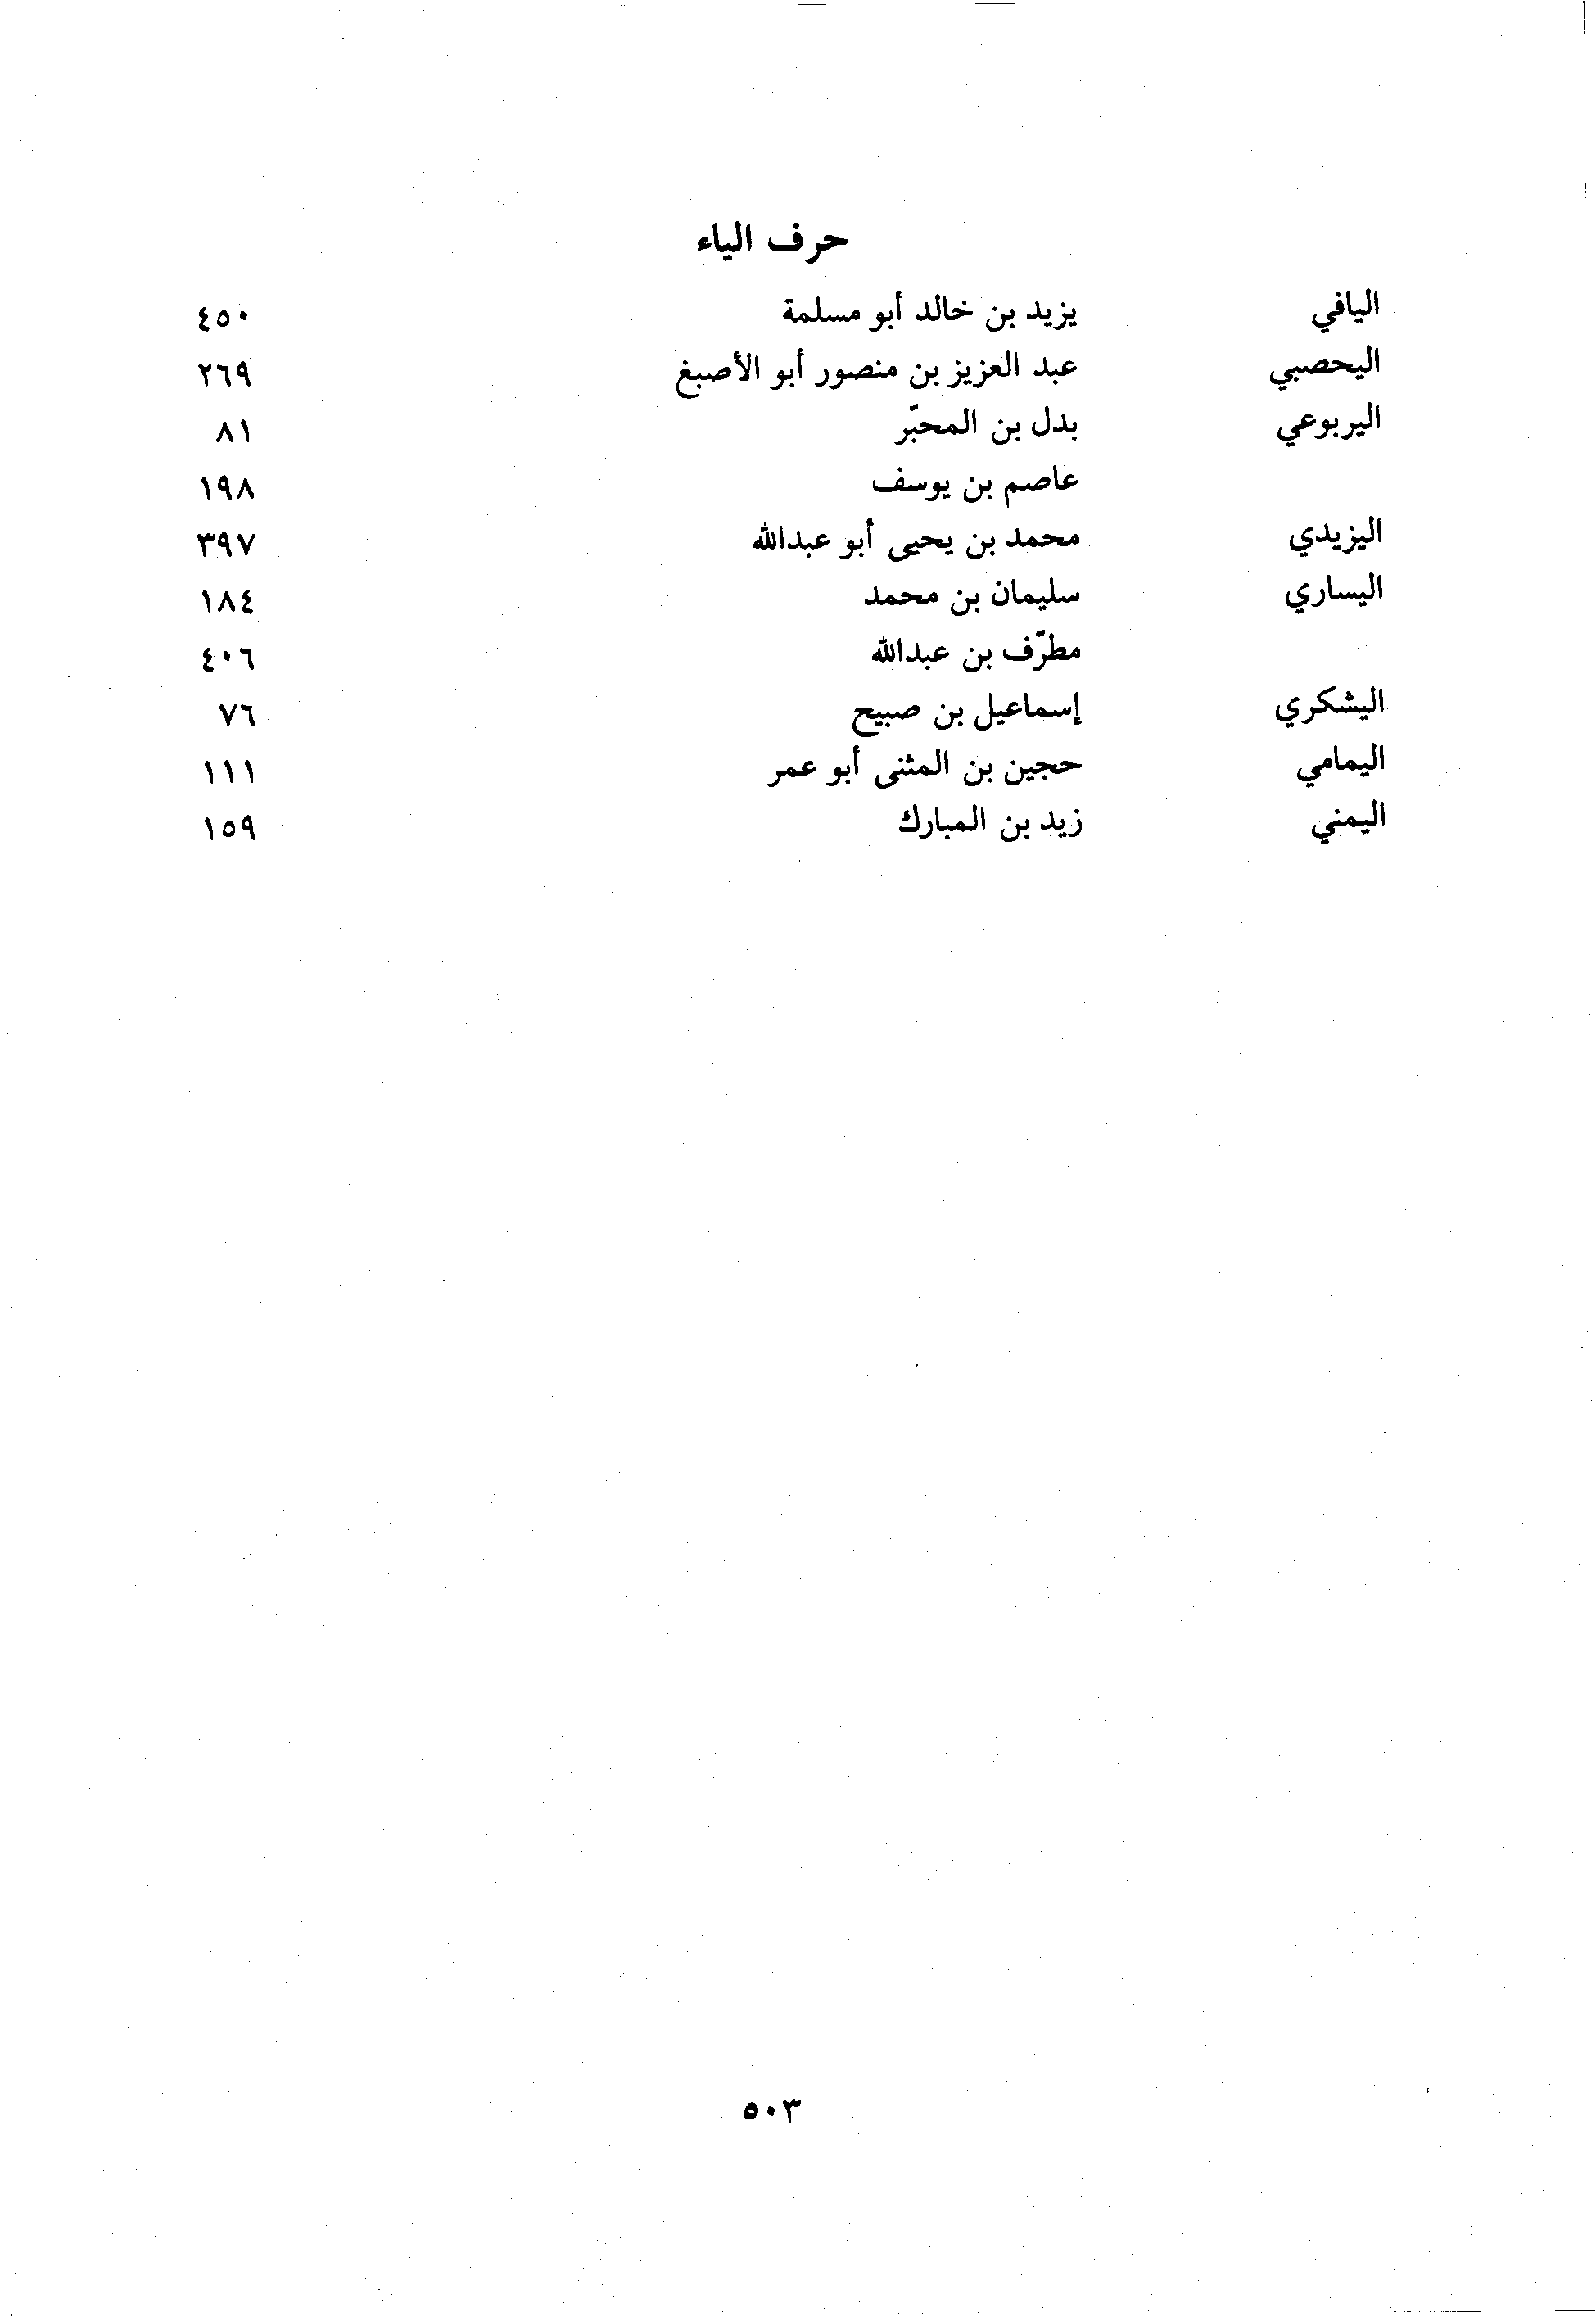 حرف الياء
اليافي يزيد بن خالد أبو مسلمة ٤٥٠
اليحصبي عبد العزيز بن منصور أبو الأصبغ ٢٦٩
اليربوعي بدل بن المحبّر ٨١
عاصم بن يوسف ١٩٨
اليزيدي محمد بن يحيى أبو عبدالله ٣٩٧
اليساري سليمان بن محمد ١٨٤
مطرّف بن عبدالله ٤٠٦
اليشكري إسماعيل بن صبيح ٧٦
اليمامي حجين بن المثنى أبو عمر ١١١
اليمني زيد بن المبارك ١٥٩
٥٠٣